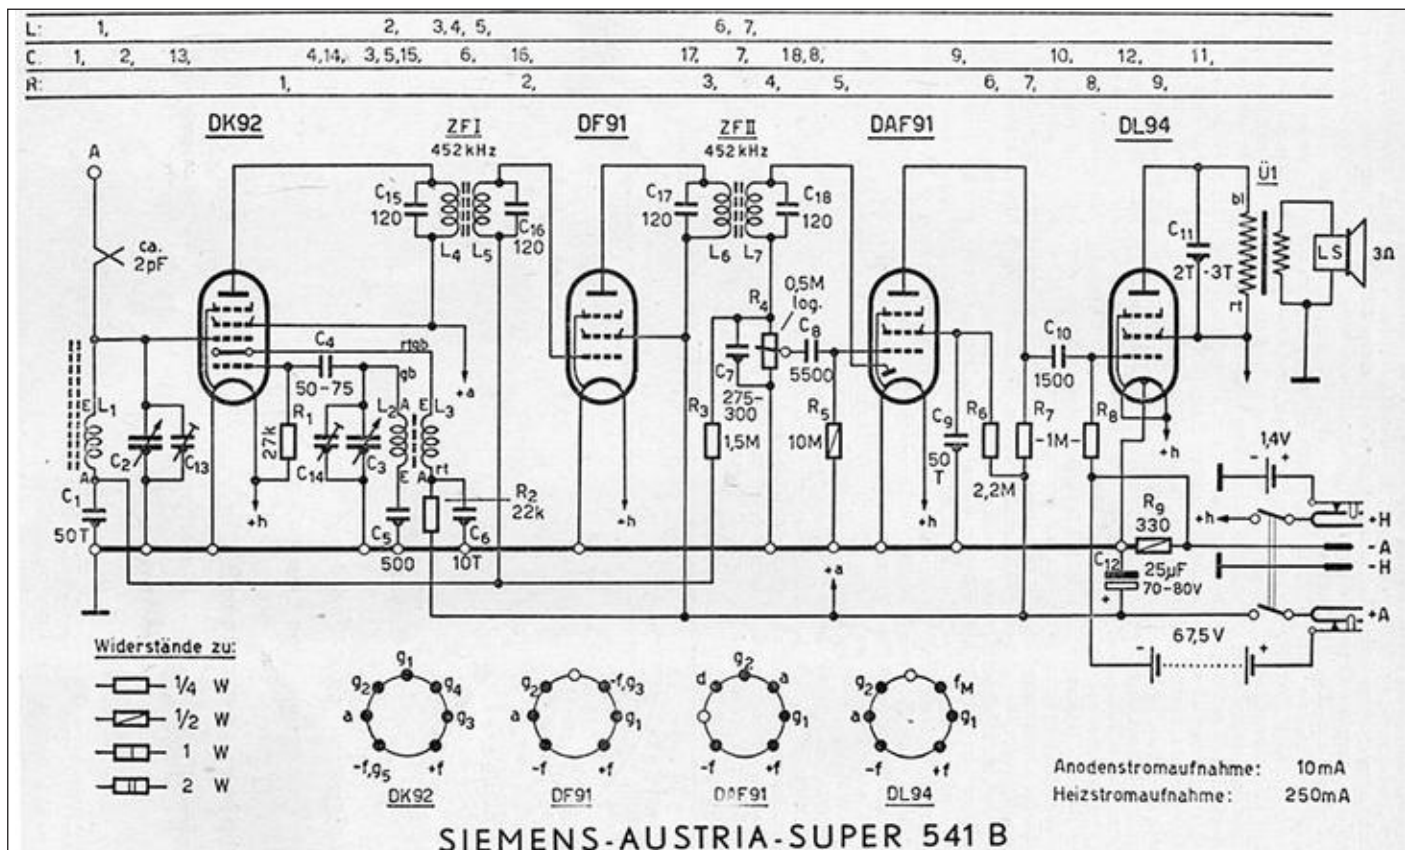 L: 1, 2, 3,4, 5, 6, 7,
C. 1, 2, 13, 4,14, 3,5,15, 6, 16, 17, 7, 18,8, 9, 10, 12, 11,
R: 1, 2, 3, 4, 5, 6, 7, 8, 9,
DK92 ZFI DF91 ZFII DAF91 DL94
452kHz 452kHz
A
Ü1
C15 120
C16 120
C17 120
C18 120
bl
C11
2T-3T
LS 3Ω
rt
ca. 2pF
L4 L5 L6 L7
0,5M log.
R4
C4
50-75
rtgb
gb
+a
C8
5500
C7
275-300
C10
1500
E L1
C2 C13
R1
27k
C14 C3
L2 A E L3
E A rt
R3
1,5M
R5
10M
C9
50 T
R6
2,2M
R7
-1M-
R8
1,4V
- +
A
C1
50T
+h
R2
22k
C5
500
C6
10T
+h
+h
+h
+h
R9
330
+H
-A
-H
+a
C12
25µF
70-80V
+
+A
67,5V
- +
Widerstände zu:
1/4 W
1/2 W
1 W
2 W
g1 g2 g4 a g3 -f,g5 +f
DK92
g2 -f,g3 a g1 -f +f
DF91
g2 d a g1 -f +f
DAF91
g2 fM a g1 -f +f
DL94
Anodenstromaufnahme: 10mA
Heizstromaufnahme: 250mA
SIEMENS-AUSTRIA-SUPER 541 B